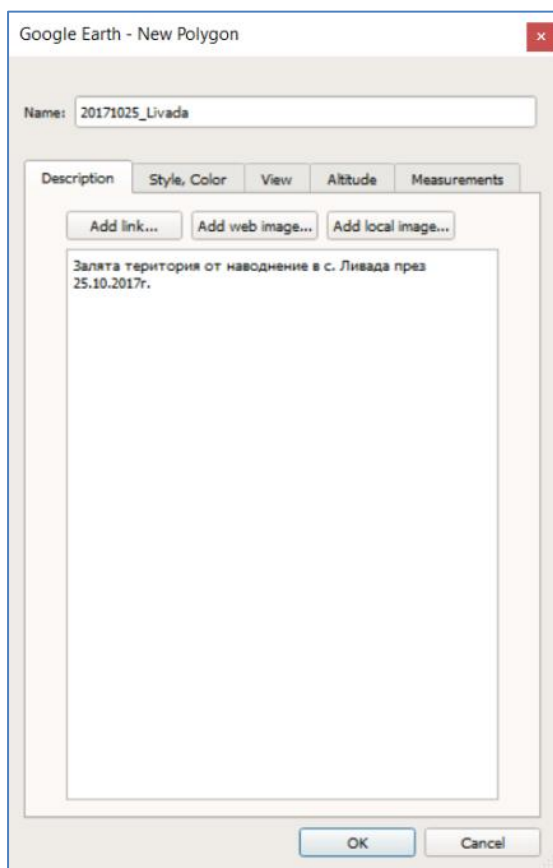 Google Earth - New Polygon
Name: 20171025_Livada
Description Style, Color View Altitude Measurements
Add link... Add web image... Add local image...
Залята територия от наводнение в с. Ливада през
25.10.2017г.
OK Cancel